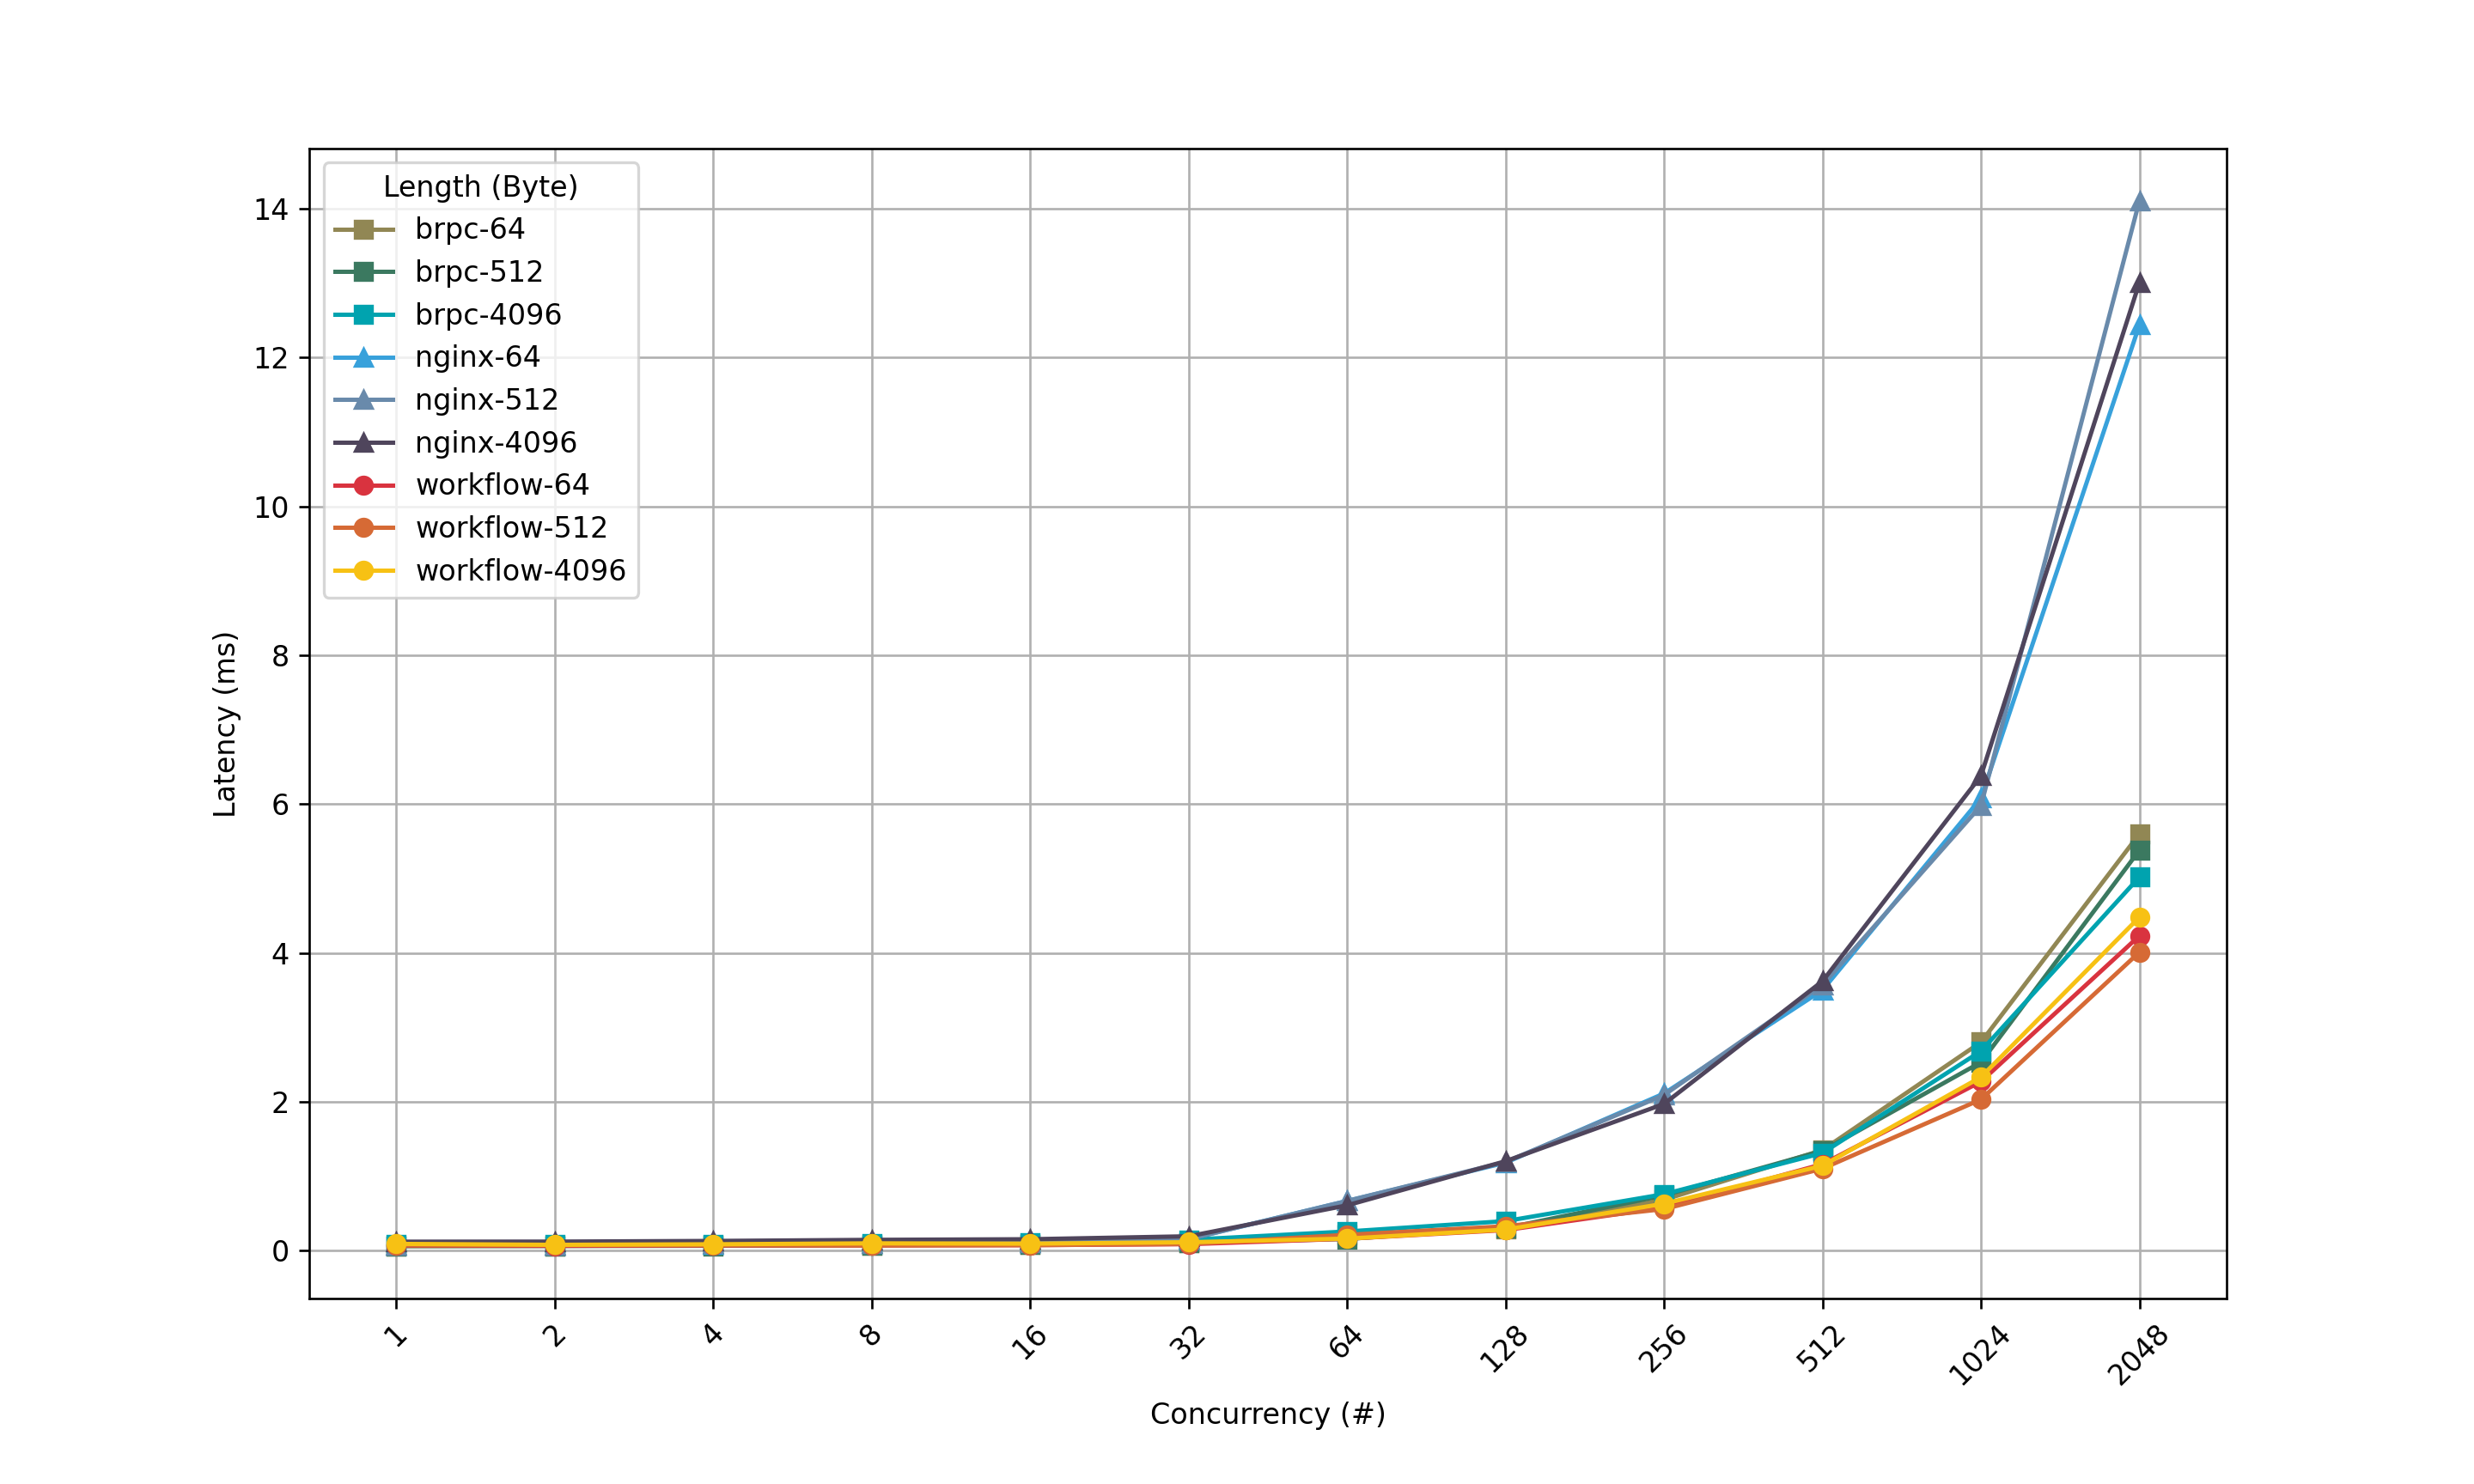 Length (Byte)
brpc-64
brpc-512
brpc-4096
nginx-64
nginx-512
nginx-4096
workflow-64
workflow-512
workflow-4096
Latency (ms)
14
12
10
8
6
4
2
0
1 2 4 8 16 32 64 128 256 512 1024 2048
Concurrency (#)